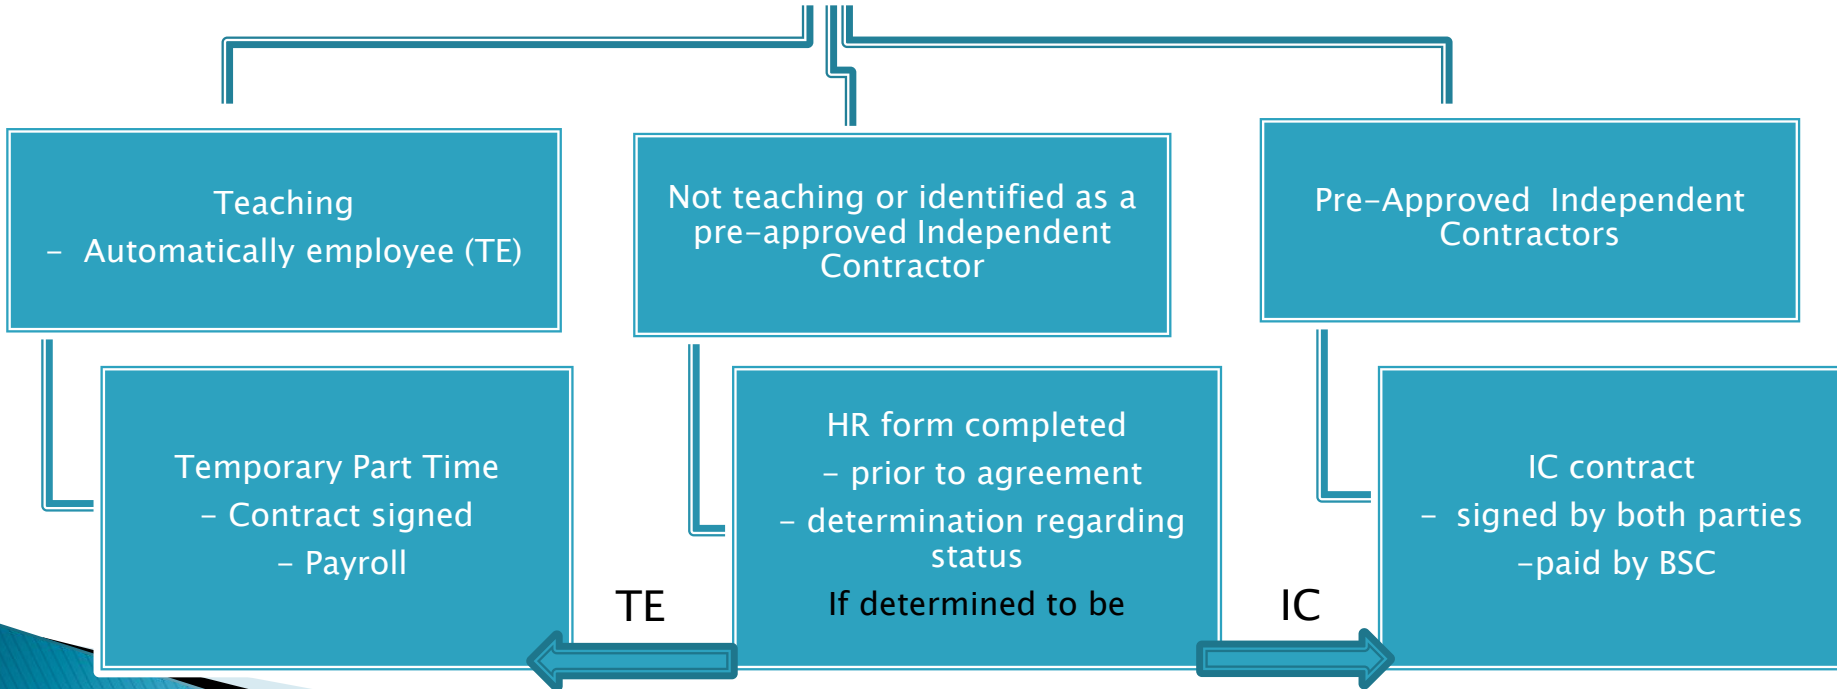 Teaching
– Automatically employee (TE)
Not teaching or identified as a
pre–approved Independent
Contractor
Pre–Approved Independent
Contractors
Temporary Part Time
– Contract signed
– Payroll
TE
HR form completed
– prior to agreement
– determination regarding
status
If determined to be
IC
IC contract
– signed by both parties
–paid by BSC